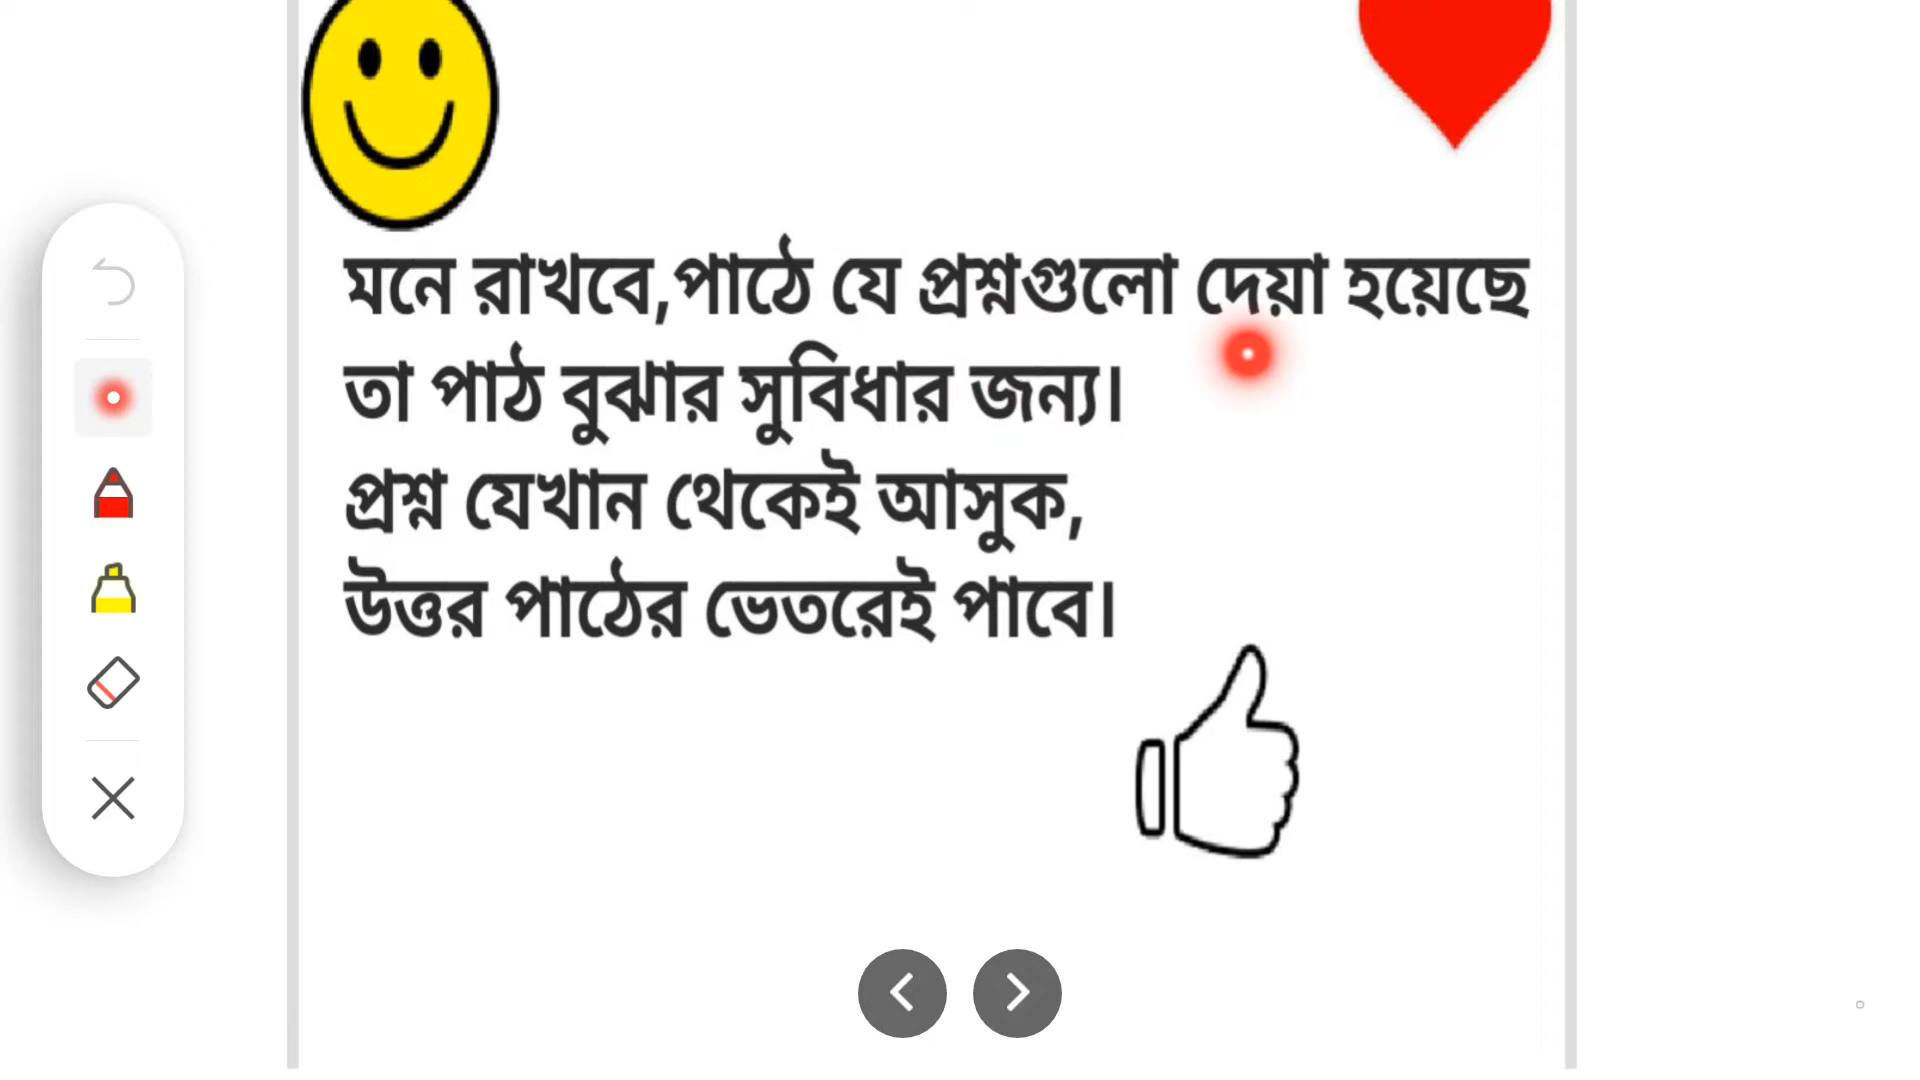 মনে রাখবে,পাঠে যে প্রশ্নগুলো দেয়া হয়েছে
তা পাঠ বুঝার সুবিধার জন্য।
প্রশ্ন যেখান থেকেই আসুক,
উত্তর পাঠের ভেতরেই পাবে।